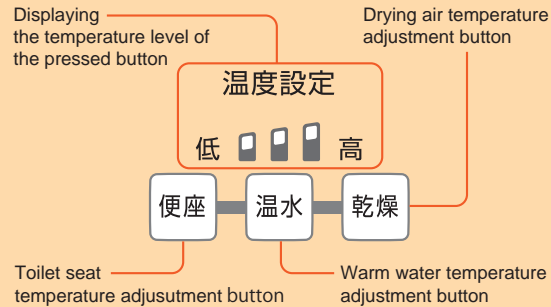 Displaying
the temperature level of
the pressed button
Drying air temperature
adjustment button
温度設定
低 高
便座 温水 乾燥
Toilet seat
temperature adjusutment button
Warm water temperature
adjustment button